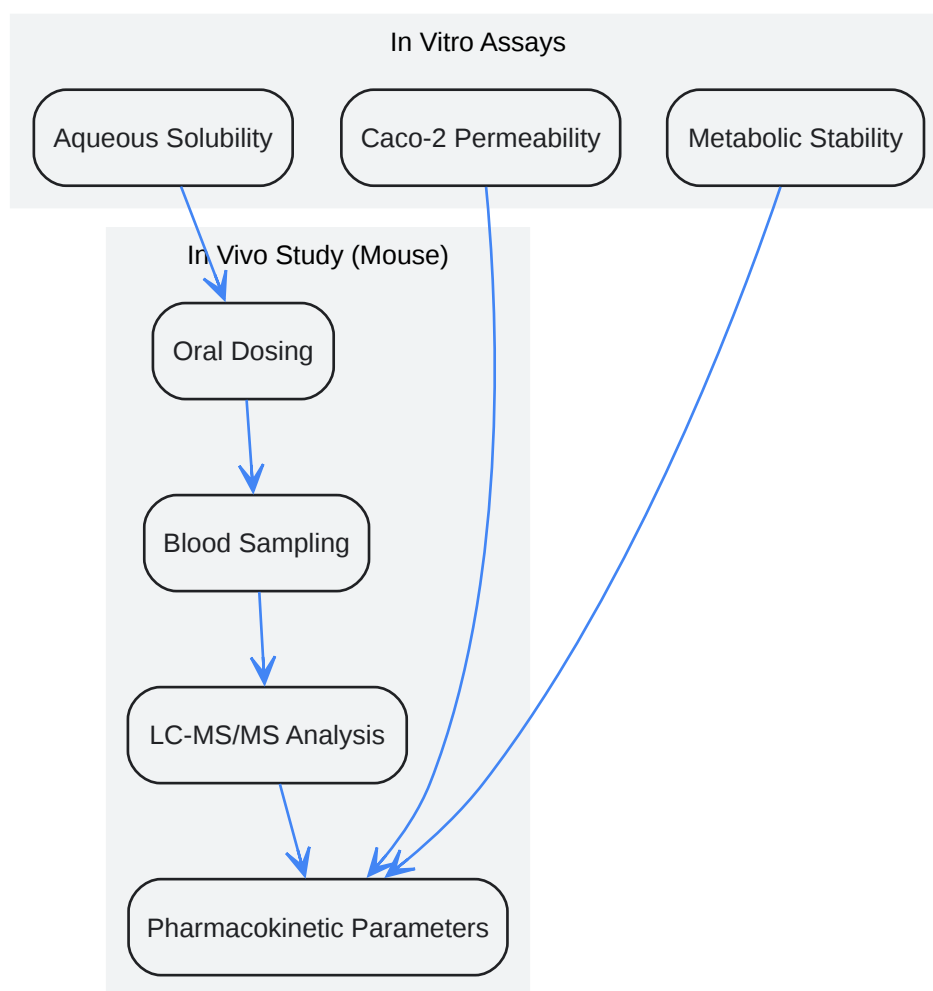 In Vitro Assays
Aqueous Solubility
Caco-2 Permeability
Metabolic Stability
In Vivo Study (Mouse)
Oral Dosing
Blood Sampling
LC-MS/MS Analysis
Pharmacokinetic Parameters